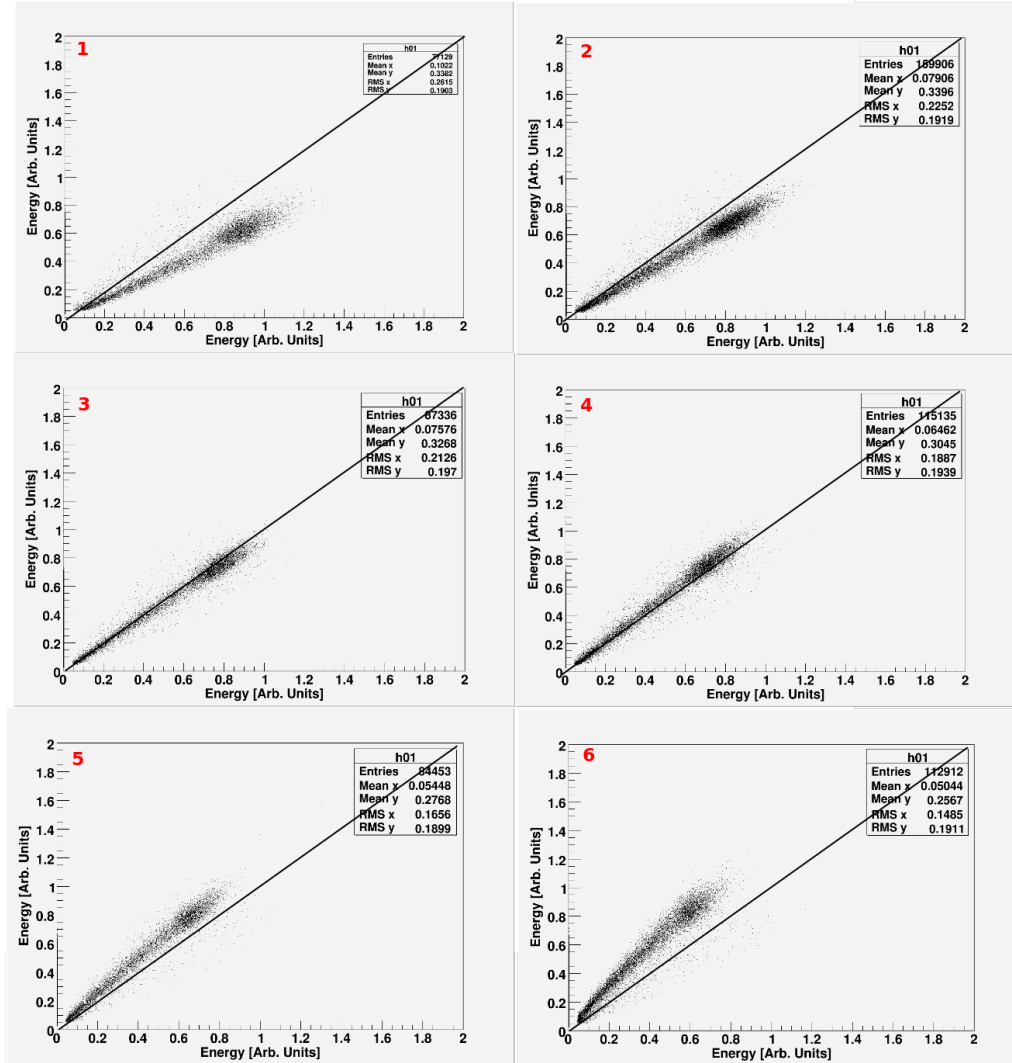 1
2
h01
Entries 77129
Mean x 0.1022
Mean y 0.3382
RMS x 0.2615
RMS y 0.1903
2
1.8
1.6
1.4
1.2
1
0.8
0.6
0.4
0.2
0
Energy [Arb. Units]
0 0.2 0.4 0.6 0.8 1 1.2 1.4 1.6 1.8 2
Energy [Arb. Units]
2
2
h01
Entries 159906
Mean x 0.07906
Mean y 0.3396
RMS x 0.2252
RMS y 0.1919
1.8
1.6
1.4
1.2
1
0.8
0.6
0.4
0.2
0
Energy [Arb. Units]
0 0.2 0.4 0.6 0.8 1 1.2 1.4 1.6 1.8 2
Energy [Arb. Units]
3
2
h01
Entries 87336
Mean x 0.07576
Mean y 0.3268
RMS x 0.2126
RMS y 0.197
1.8
1.6
1.4
1.2
1
0.8
0.6
0.4
0.2
0
Energy [Arb. Units]
0 0.2 0.4 0.6 0.8 1 1.2 1.4 1.6 1.8 2
Energy [Arb. Units]
4
2
h01
Entries 115135
Mean x 0.06462
Mean y 0.3045
RMS x 0.1887
RMS y 0.1939
1.8
1.6
1.4
1.2
1
0.8
0.6
0.4
0.2
0
Energy [Arb. Units]
0 0.2 0.4 0.6 0.8 1 1.2 1.4 1.6 1.8 2
Energy [Arb. Units]
5
2
h01
Entries 84453
Mean x 0.05448
Mean y 0.2768
RMS x 0.1656
RMS y 0.1899
1.8
1.6
1.4
1.2
1
0.8
0.6
0.4
0.2
0
Energy [Arb. Units]
0 0.2 0.4 0.6 0.8 1 1.2 1.4 1.6 1.8 2
Energy [Arb. Units]
6
2
h01
Entries 112912
Mean x 0.05044
Mean y 0.2567
RMS x 0.1485
RMS y 0.1911
1.8
1.6
1.4
1.2
1
0.8
0.6
0.4
0.2
0
Energy [Arb. Units]
0 0.2 0.4 0.6 0.8 1 1.2 1.4 1.6 1.8 2
Energy [Arb. Units]